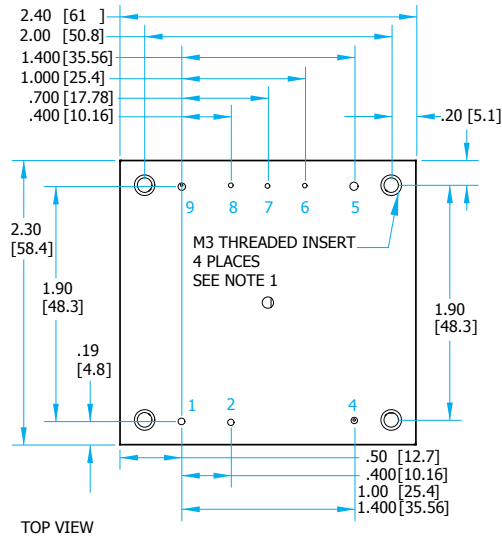 2.40 [61 ]
2.00 [50.8]
1.400 [35.56]
1.000 [25.4]
.700 [17.78]
.400 [10.16]
.20 [5.1]
9 8 7 6 5
2.30
[58.4]
M3 THREADED INSERT
4 PLACES
SEE NOTE 1
1.90
[48.3]
1.90
[48.3]
.19
[4.8]
1 2 4
.50 [12.7]
.400 [10.16]
1.00 [25.4]
1.400 [35.56]
TOP VIEW